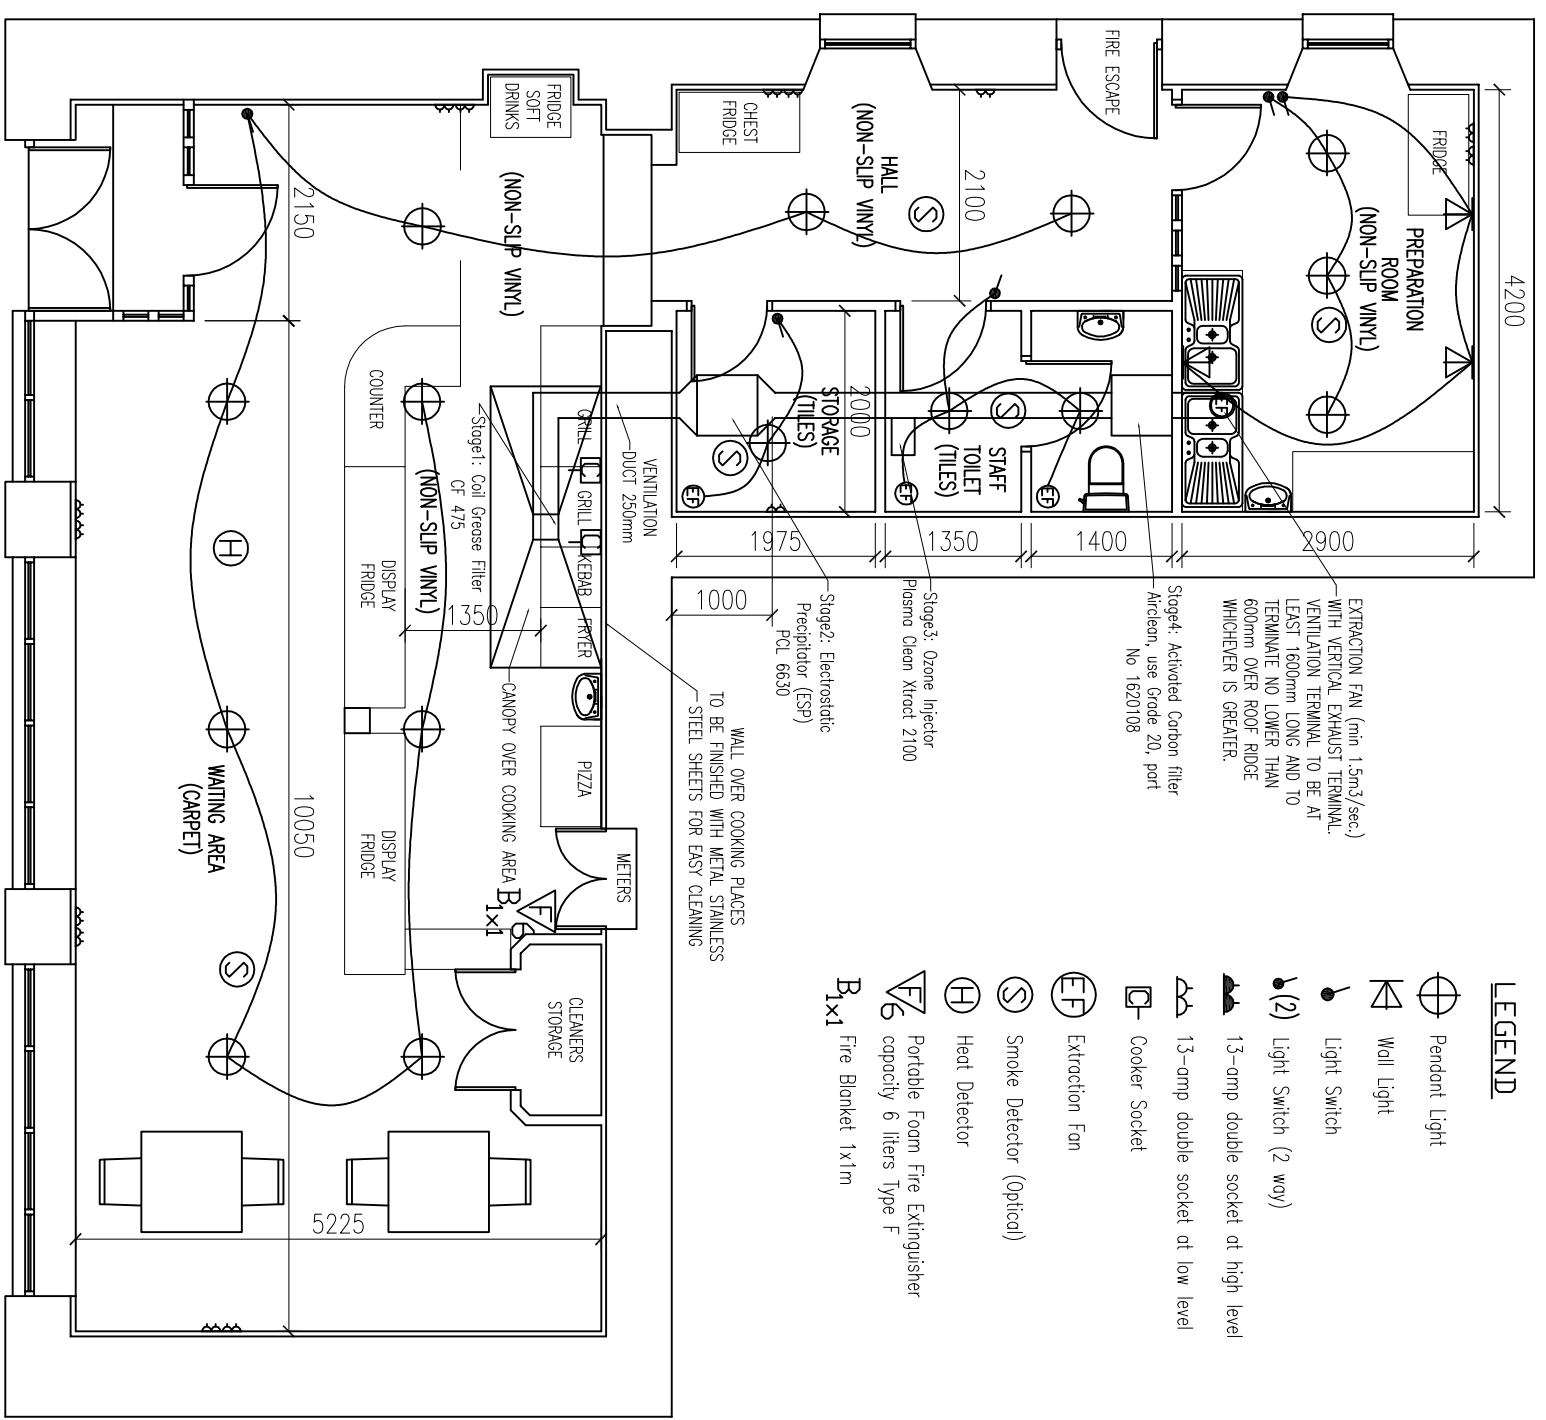 LEGEND
Pendant Light
Wall Light
Light Switch
(2) Light Switch (2 way)
13-amp double socket at high level
13-amp double socket at low level
C Cooker Socket
EF Extraction Fan
S Smoke Detector (Optical)
H Heat Detector
F 6 Portable Foam Fire Extinguisher
capacity 6 liters Type F
B 1x1 Fire Blanket 1x1m
4200
FRIDGE
PREPARATION
ROOM
(NON-SLIP VINYL)
S
EF
2900
FIRE ESCAPE
2100
HALL
(NON-SLIP VINYL)
S
CHEST
FRIDGE
STAFF
TOILET
(TILES)
S
EF
EF
1400
1350
STORAGE
(TILES)
2000
S
EF
1975
EXTRACTION FAN (min 1.5m3/sec.)
WITH VERTICAL EXHAUST TERMINAL.
VENTILATION TERMINAL TO BE AT
LEAST 1600mm LONG AND TO
TERMINATE NO LOWER THAN
600mm OVER ROOF RIDGE
WHICHEVER IS GREATER.
Stage4: Activated Carbon filter
Airclean, use Grade 20, part
No 1620108
Stage3: Ozone Injector
Plasma Clean Xtract 2100
Stage2: Electrostatic
Precipitator (ESP)
PCL 6630
1000
WALL OVER COOKING PLACES
TO BE FINISHED WITH METAL STAINLESS
STEEL SHEETS FOR EASY CLEANING
VENTILATION
DUCT 250mm
FRIDGE
SOFT
DRINKS
(NON-SLIP VINYL)
GRILL
C
GRILL
C
KEBAB
FRYER
PIZZA
METERS
CLEANERS
STORAGE
CANOPY OVER COOKING AREA
F 6
B 1x1
Stage1: Coil Grease Filter
CF 475
1350
(NON-SLIP VINYL)
COUNTER
DISPLAY
FRIDGE
DISPLAY
FRIDGE
2150
10050
5225
H
WAITING AREA
(CARPET)
S